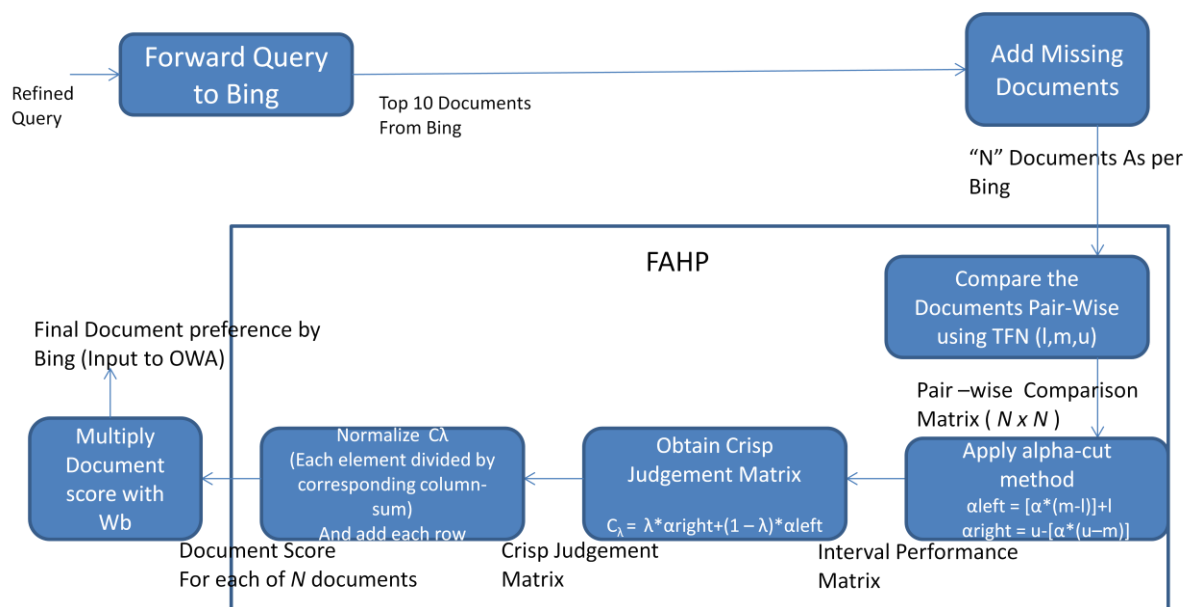 Forward Query
to Bing
Refined
Query
Top 10 Documents
From Bing
Add Missing
Documents
“N” Documents As per
Bing
FAHP
Compare the
Documents Pair-Wise
using TFN (l,m,u)
Pair –wise Comparison
Matrix ( N x N )
Apply alpha-cut
method
αleft = [α*(m-l)]+l
αright = u-[α*(u–m)]
Interval Performance
Matrix
Obtain Crisp
Judgement Matrix
Cλ = λ*αright+(1 – λ)*αleft
Crisp Judgement
Matrix
Normalize Cλ
(Each element divided by
corresponding column-
sum)
And add each row
Document Score
For each of N documents
Multiply
Document
score with
Wb
Final Document preference by
Bing (Input to OWA)